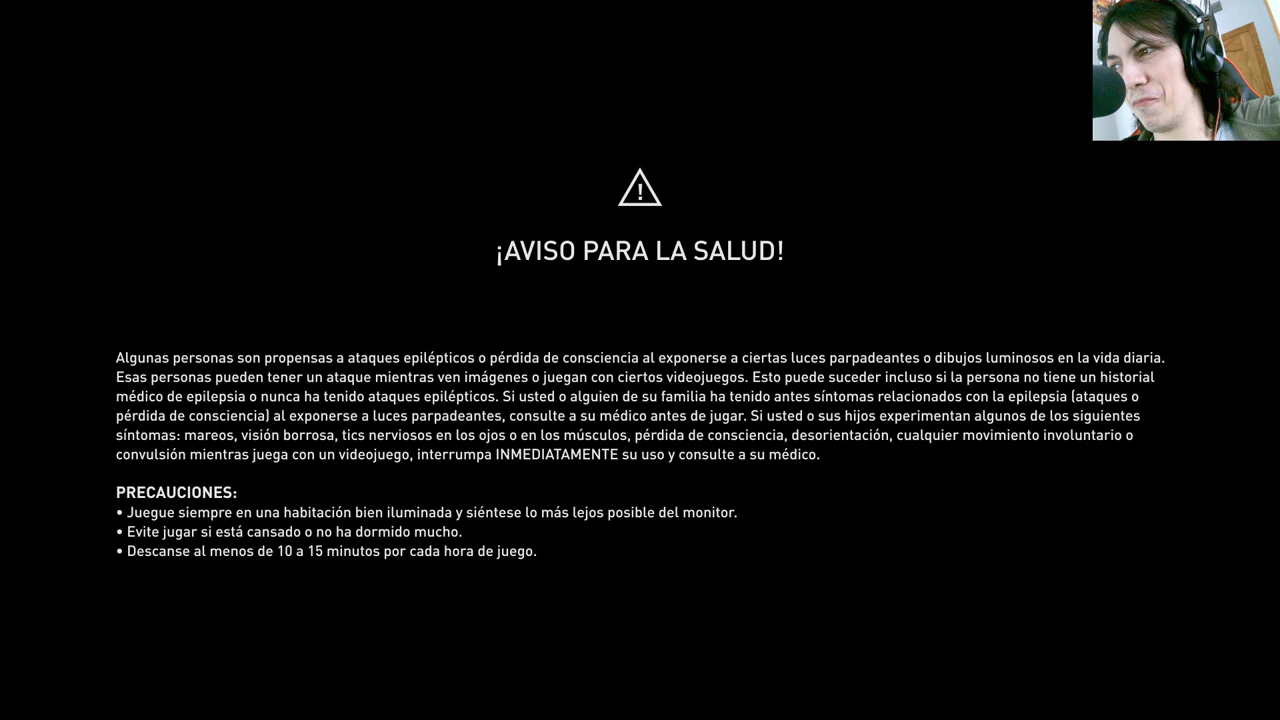 ¡AVISO PARA LA SALUD!
Algunas personas son propensas a ataques epilépticos o pérdida de consciencia al exponerse a ciertas luces parpadeantes o dibujos luminosos en la vida diaria.
Esas personas pueden tener un ataque mientras ven imágenes o juegan con ciertos videojuegos. Esto puede suceder incluso si la persona no tiene un historial
médico de epilepsia o nunca ha tenido ataques epilépticos. Si usted o alguien de su familia ha tenido antes síntomas relacionados con la epilepsia (ataques o
pérdida de consciencia) al exponerse a luces parpadeantes, consulte a su médico antes de jugar. Si usted o sus hijos experimentan algunos de los siguientes
síntomas: mareos, visión borrosa, tics nerviosos en los ojos o en los músculos, pérdida de consciencia, desorientación, cualquier movimiento involuntario o
convulsión mientras juega con un videojuego, interrumpa INMEDIATAMENTE su uso y consulte a su médico.
PRECAUCIONES:
• Juegue siempre en una habitación bien iluminada y siéntese lo más lejos posible del monitor.
• Evite jugar si está cansado o no ha dormido mucho.
• Descanse al menos de 10 a 15 minutos por cada hora de juego.